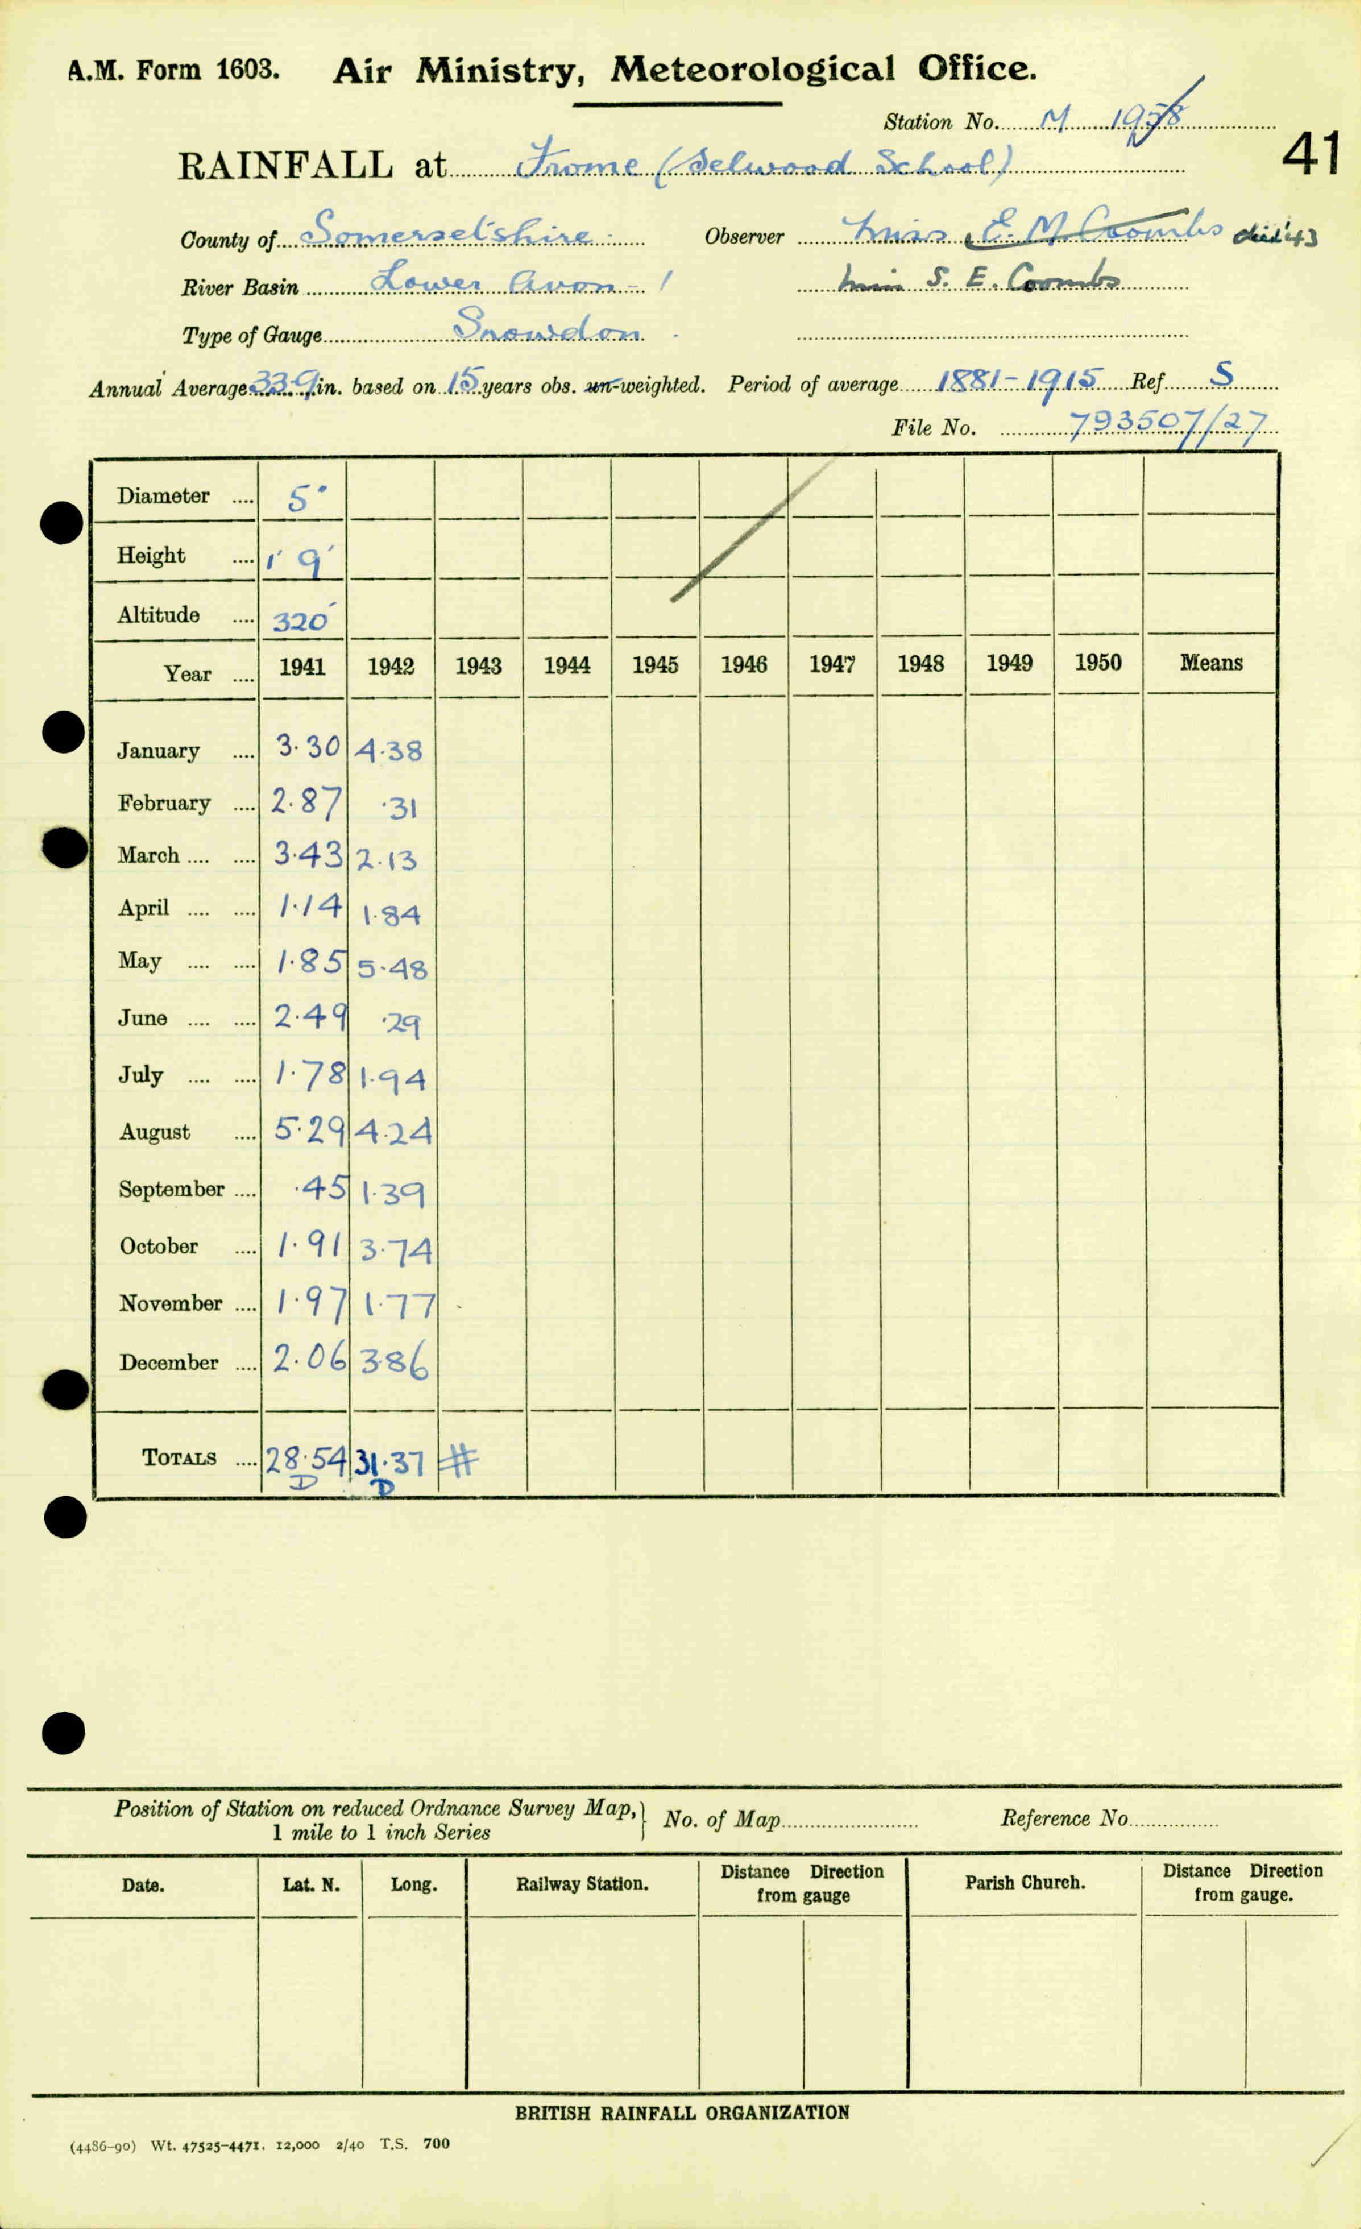 A.M. Form 1603. Air Ministry, Meteorological Office.
Station No. M 1958
41
RAINFALL at Frome (Selwood School)
County of Somersetshire Observer Miss E. M. Coombs died '43
River Basin Lower Avon - 1 Miss S. E. Coombs
Type of Gauge Snowdon
Annual Average 33.9 in. based on 15 years obs. un-weighted. Period of average 1881-1915 Ref. S
File No. 793507/27
Diameter .... 5"
Height .... 1' 9'
Altitude .... 320'
Year .... 1941 1942 1943 1944 1945 1946 1947 1948 1949 1950 Means
January .... 3.30 4.38
February .... 2.87 .31
March .... .... 3.43 2.13
April .... .... 1.14 1.84
May .... .... 1.85 5.48
June .... .... 2.49 .29
July .... .... 1.78 1.94
August .... 5.29 4.24
September .... .45 1.39
October .... 1.91 3.74
November .... 1.97 1.77
December .... 2.06 3.86
TOTALS .... 28.54 31.37 #
D D
Position of Station on reduced Ordnance Survey Map, 1 mile to 1 inch Series } No. of Map Reference No.
Date. Lat. N. Long. Railway Station. Distance Direction from gauge Parish Church. Distance Direction from gauge.
BRITISH RAINFALL ORGANIZATION
(4486-90) Wt. 47525-4471. 12,000 2/40 T.S. 700